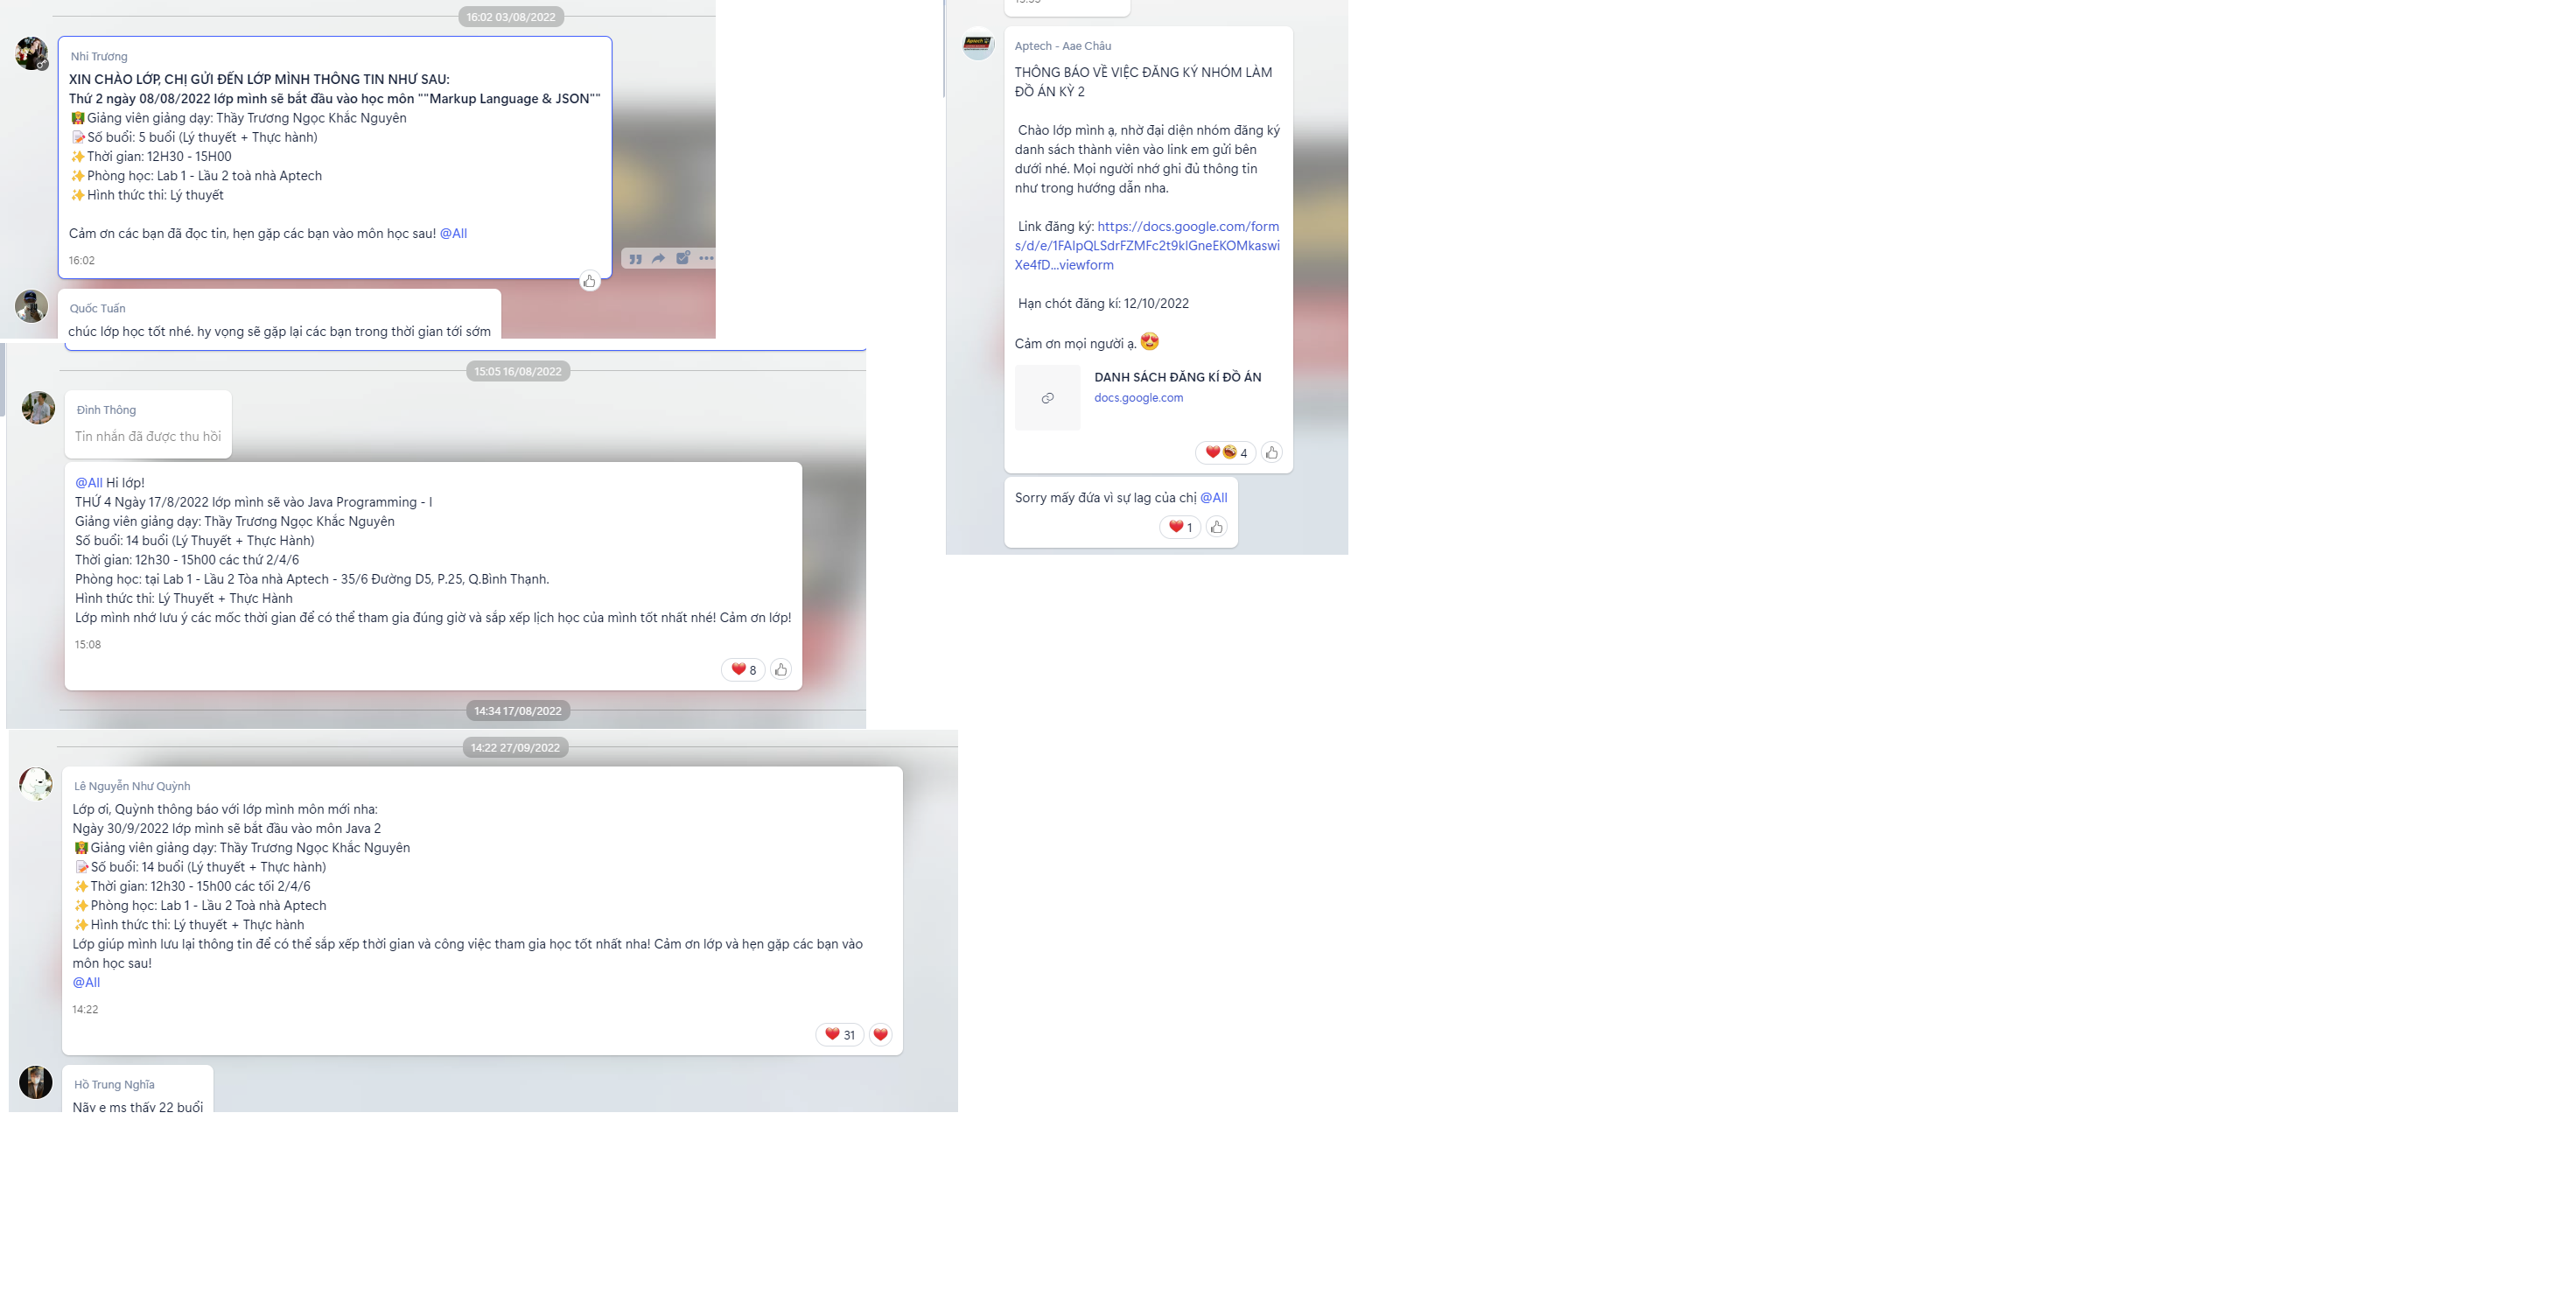 16:02 03/08/2022
Nhi Trương
XIN CHÀO LỚP, CHỊ GỬI ĐẾN LỚP MÌNH THÔNG TIN NHƯ SAU:
Thứ 2 ngày 08/08/2022 lớp mình sẽ bắt đầu vào học môn ""Markup Language & JSON""
Giảng viên giảng dạy: Thầy Trương Ngọc Khắc Nguyên
Số buổi: 5 buổi (Lý thuyết + Thực hành)
✨Thời gian: 12H30 - 15H00
✨Phòng học: Lab 1 - Lầu 2 toà nhà Aptech
✨Hình thức thi: Lý thuyết
Cảm ơn các bạn đã đọc tin, hẹn gặp các bạn vào môn học sau! @All
16:02
Quốc Tuấn
chúc lớp học tốt nhé. hy vọng sẽ gặp lại các bạn trong thời gian tới sớm
15:05 16/08/2022
Đình Thông
Tin nhắn đã được thu hồi
@All Hi lớp!
THỨ 4 Ngày 17/8/2022 lớp mình sẽ vào Java Programming - I
Giảng viên giảng dạy: Thầy Trương Ngọc Khắc Nguyên
Số buổi: 14 buổi (Lý Thuyết + Thực Hành)
Thời gian: 12h30 - 15h00 các thứ 2/4/6
Phòng học: tại Lab 1 - Lầu 2 Tòa nhà Aptech - 35/6 Đường D5, P.25, Q.Bình Thạnh.
Hình thức thi: Lý Thuyết + Thực Hành
Lớp mình nhớ lưu ý các mốc thời gian để có thể tham gia đúng giờ và sắp xếp lịch học của mình tốt nhất nhé! Cảm ơn lớp!
15:08
8
14:34 17/08/2022
14:22 27/09/2022
Lê Nguyễn Như Quỳnh
Lớp ơi, Quỳnh thông báo với lớp mình môn mới nha:
Ngày 30/9/2022 lớp mình sẽ bắt đầu vào môn Java 2
Giảng viên giảng dạy: Thầy Trương Ngọc Khắc Nguyên
Số buổi: 14 buổi (Lý thuyết + Thực hành)
✨Thời gian: 12h30 - 15h00 các tối 2/4/6
✨Phòng học: Lab 1 - Lầu 2 Toà nhà Aptech
✨Hình thức thi: Lý thuyết + Thực hành
Lớp giúp mình lưu lại thông tin để có thể sắp xếp thời gian và công việc tham gia học tốt nhất nha! Cảm ơn lớp và hẹn gặp các bạn vào
môn học sau!
@All
14:22
31
Hồ Trung Nghĩa
Nãy e ms thấy 22 buổi
Aptech - Aae Châu
THÔNG BÁO VỀ VIỆC ĐĂNG KÝ NHÓM LÀM
ĐỒ ÁN KỲ 2
Chào lớp mình ạ, nhờ đại diện nhóm đăng ký
danh sách thành viên vào link em gửi bên
dưới nhé. Mọi người nhớ ghi đủ thông tin
như trong hướng dẫn nha.
Link đăng ký: https://docs.google.com/form
s/d/e/1FAIpQLSdrFZMFc2t9klGneEKOMkaswi
Xe4fD...viewform
Hạn chót đăng kí: 12/10/2022
Cảm ơn mọi người ạ. 😍
DANH SÁCH ĐĂNG KÍ ĐỒ ÁN
docs.google.com
4
Sorry mấy đứa vì sự lag của chị @All
1